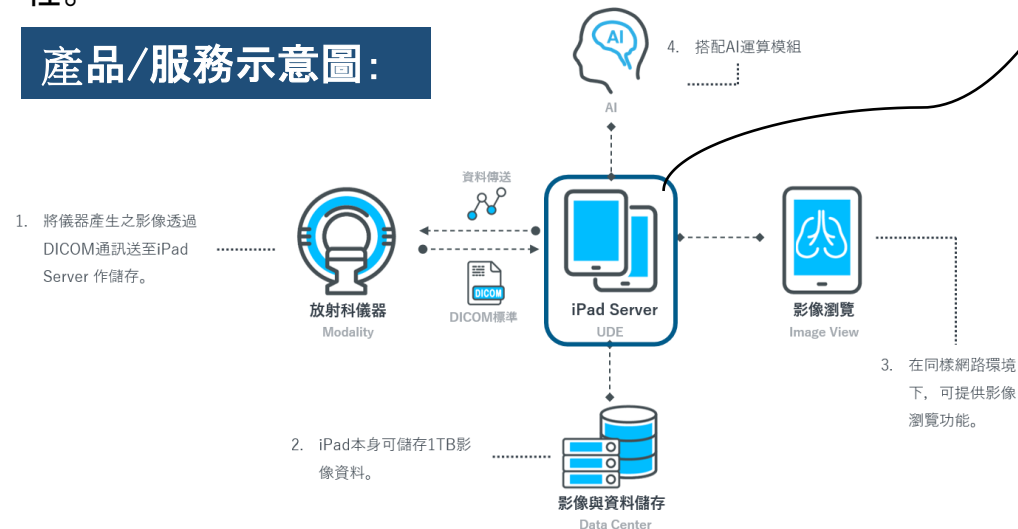 產品/服務示意圖:
AI
4. 搭配AI運算模組
AI
資料傳送
1. 將儀器產生之影像透過
DICOM通訊送至iPad
Server 作儲存。
放射科儀器
Modality
DICOM
DICOM標準
iPad Server
UDE
影像瀏覽
Image View
3. 在同樣網路環境
下，可提供影像
瀏覽功能。
2. iPad本身可儲存1TB影
像資料。
影像與資料儲存
Data Center